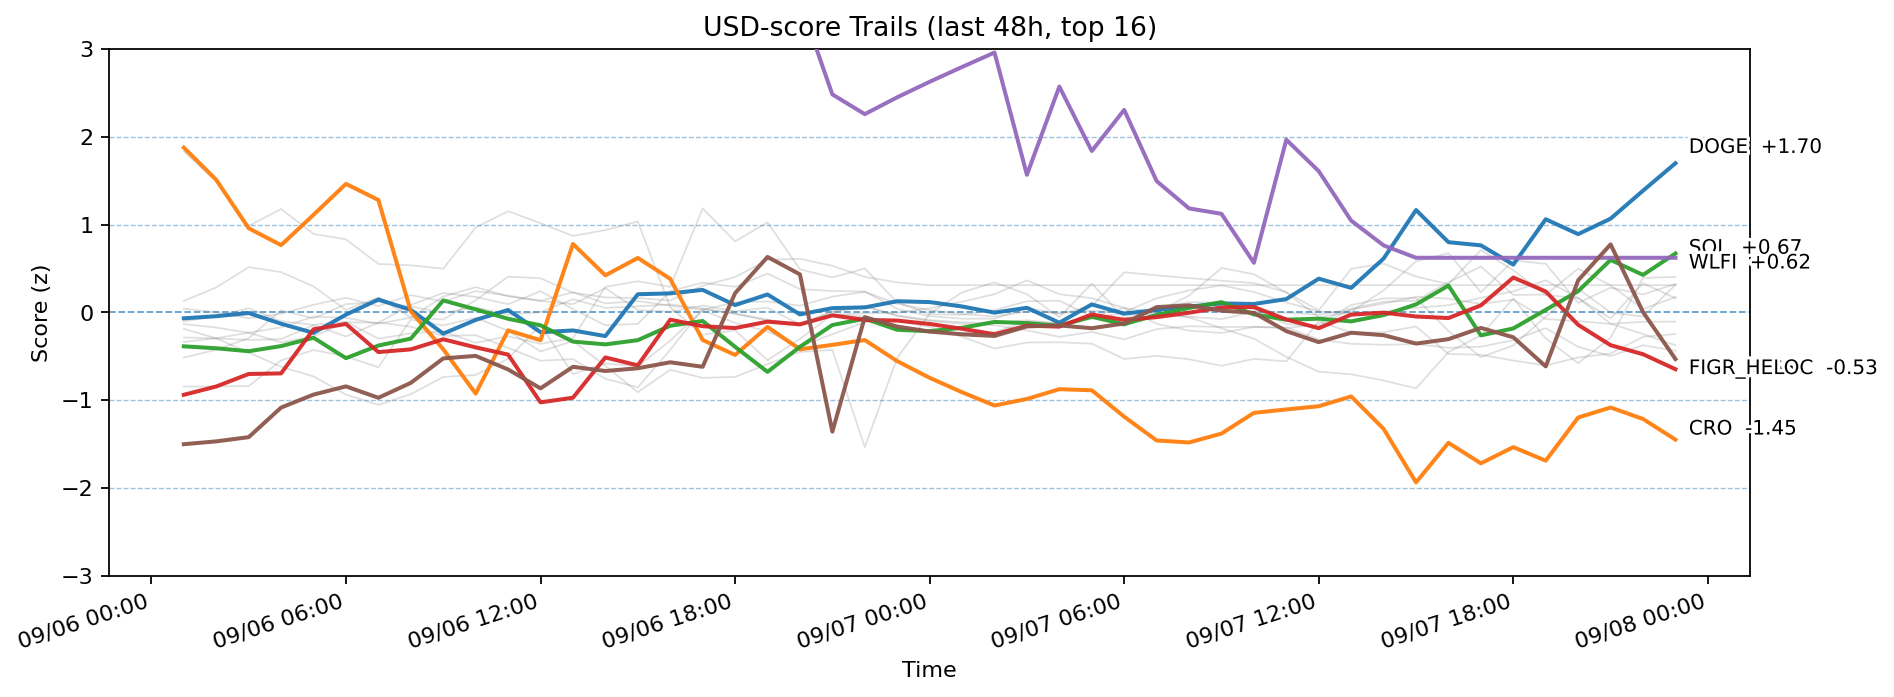 USD-score Trails (last 48h, top 16)
Score (z)
3
2
1
0
−1
−2
−3
DOGE +1.70
SOL +0.67
WLFI +0.62
FIGR_HELOC -0.53
CRO -1.45
09/06 00:00
09/06 06:00
09/06 12:00
09/06 18:00
09/07 00:00
09/07 06:00
09/07 12:00
09/07 18:00
09/08 00:00
Time